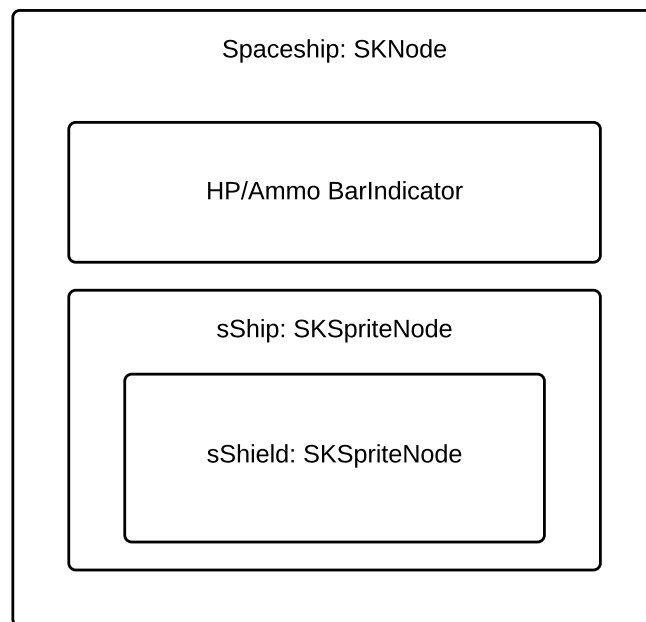 Spaceship: SKNode
HP/Ammo BarIndicator
sShip: SKSpriteNode
sShield: SKSpriteNode